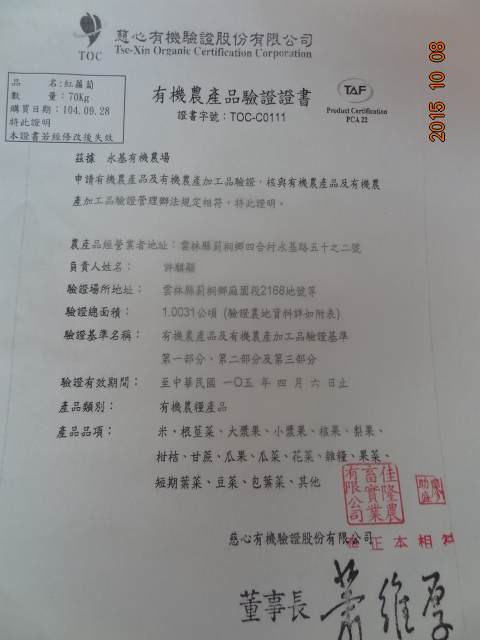 慈心有機驗證股份有限公司
TOC
Tse-Xin Organic Certification Corporation
2015 10 08
品 名:紅蘿蔔
數 量:70Kg
購買日期:104.09.28
特此證明
本證書若經修改後失效
有機農產品驗證證書
證書字號:TOC-C0111
TAF
Product Certification
PCA 22
茲據 永基有機農場
申請有機農產品及有機農產加工品驗證,核與有機農產品及有機農
產加工品驗證管理辦法規定相符,特此證明。
農產品經營業者地址:雲林縣莿桐鄉四合村永基路五十之二號
負責人姓名: 許騏顯
驗證場所地址: 雲林縣莿桐鄉麻園段2168地號等
驗證總面積: 1.0031公頃 (驗證農地資料詳如附表)
驗證基準名稱: 有機農產品及有機農產加工品驗證基準
第一部分、第二部分及第三部分
驗證有效期間: 至中華民國 一○五 年 四 月 六 日止
產品類別: 有機農糧產品
產品品項: 米、根莖菜、大漿果、小漿果、核果、梨果、
柑桔、甘蔗、瓜果、瓜菜、花菜、雜糧、果菜、
短期葉菜、豆菜、包葉菜、其他
佳隆農畜實業有限公司
慈心有機驗證股份有限公司
正本相符
董事長 蕭維厚